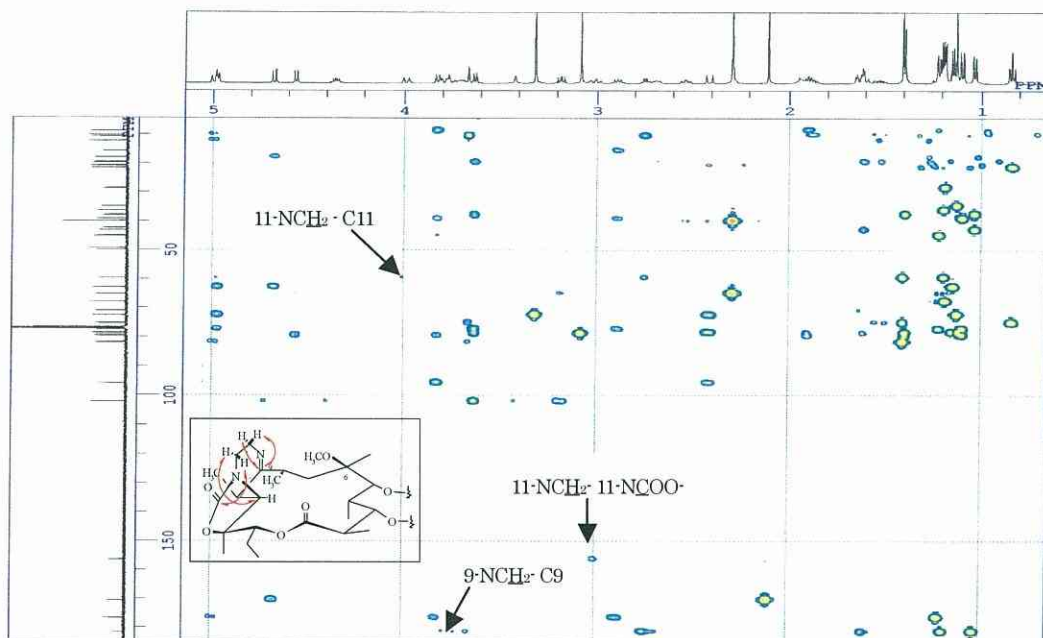 PPM
5 4 3 2 1
11-NCH₂ - C11
50
100
H H
N
H
H₃CO
H₃C
H
6
N
H₃C
O
H
O
O
O
O
O
11-NCH₂- 11-NCOO-
150
9-NCH₂- C9